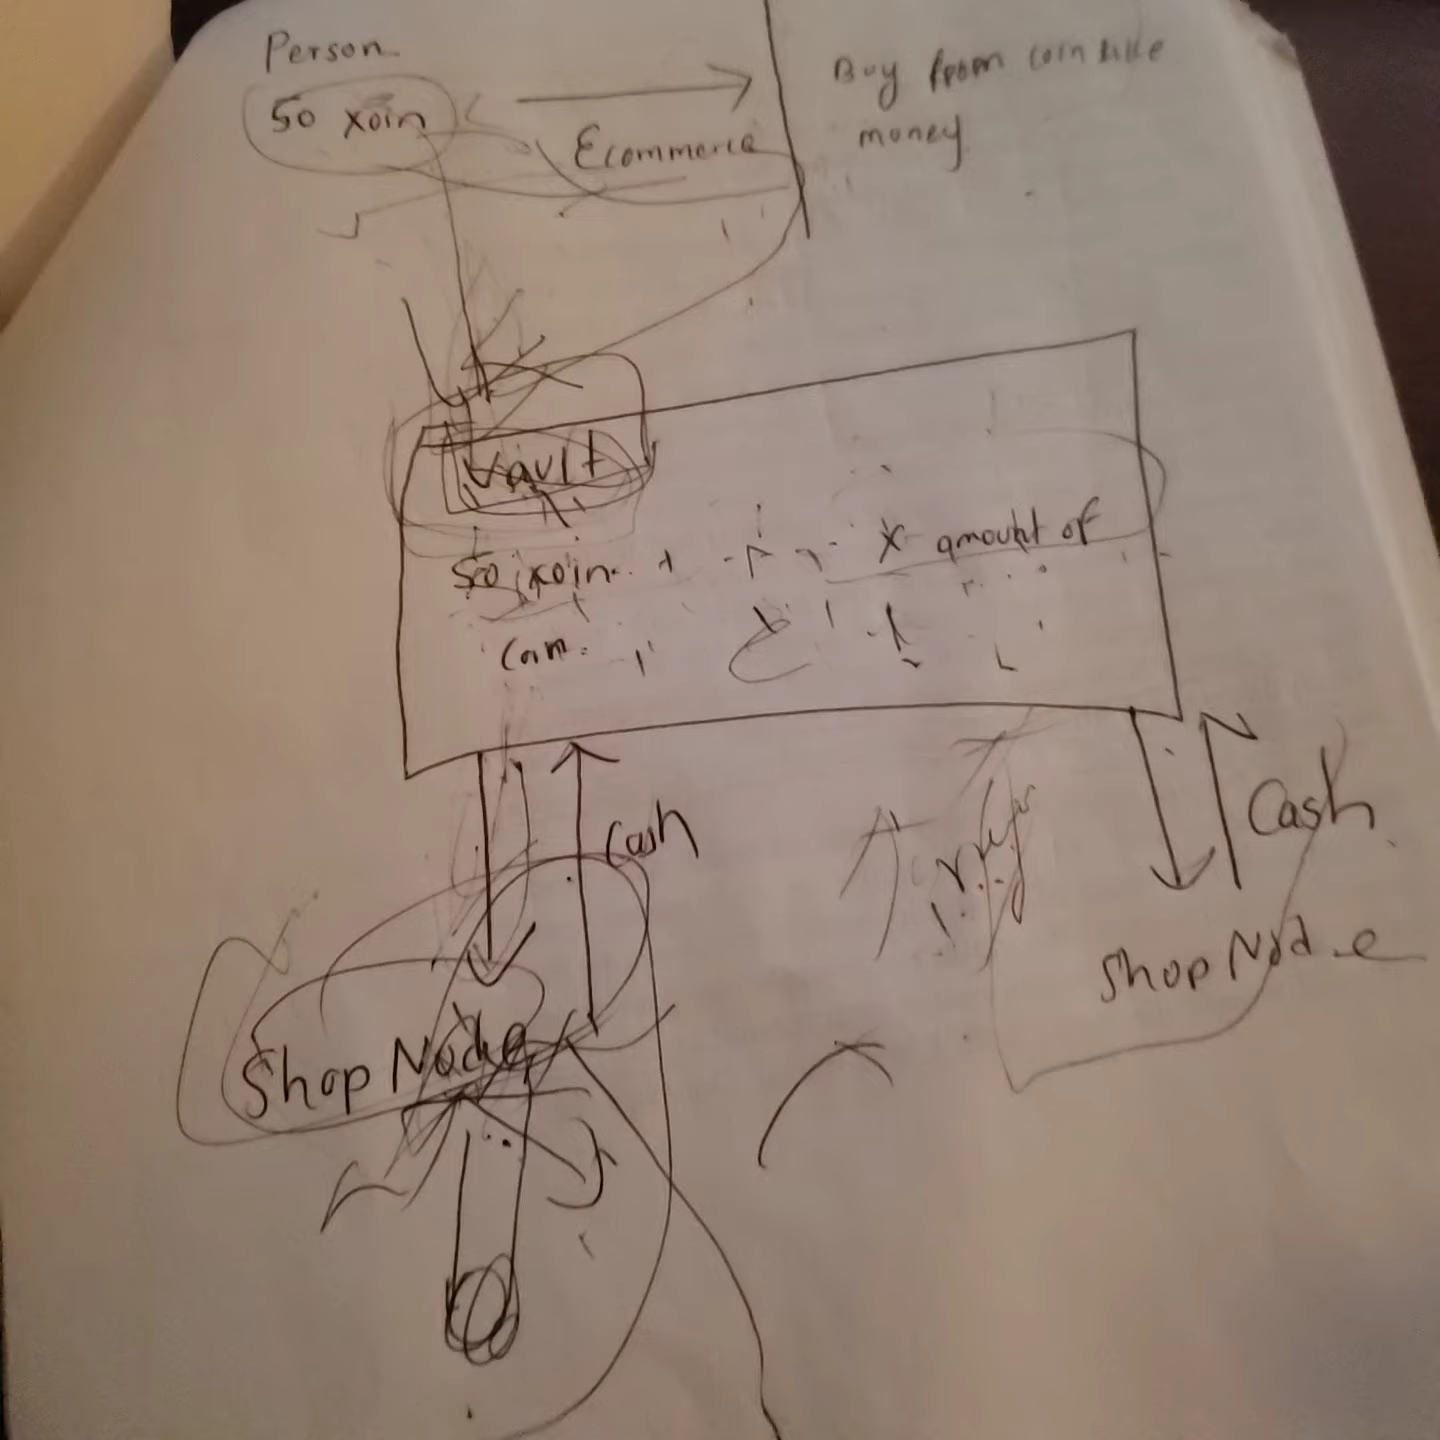 Person
50 xoin
Ecommerce
Buy from coin like
money
Vault
50 xoin + X amount of
Coin
Cash
Cash
Shop Node
Shop Node